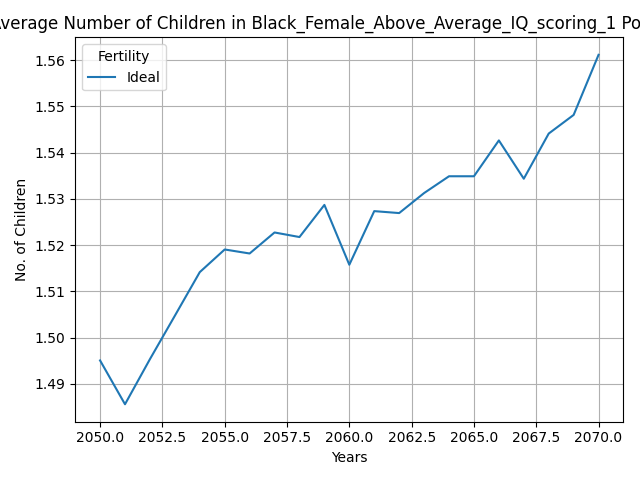 verage Number of Children in Black_Female_Above_Average_IQ_scoring_1 Po
Fertility
Ideal
1.56
1.55
1.54
1.53
1.52
1.51
1.50
1.49
No. of Children
2050.0 2052.5 2055.0 2057.5 2060.0 2062.5 2065.0 2067.5 2070.0
Years